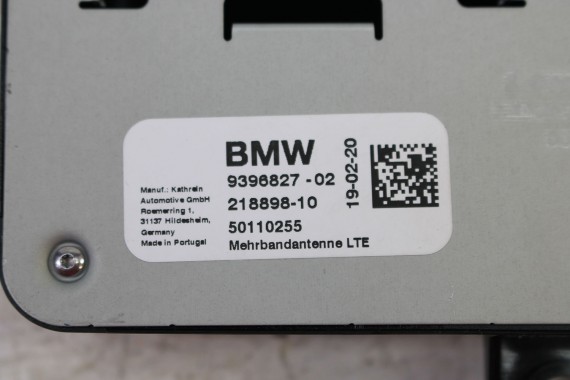 BMW
9396827-02
218898-10
50110255
Mehrbandantenne LTE
19-02-20
Manuf.: Kathrein
Automotive GmbH
Roemerring 1,
31137 Hildesheim,
Germany
Made in Portugal